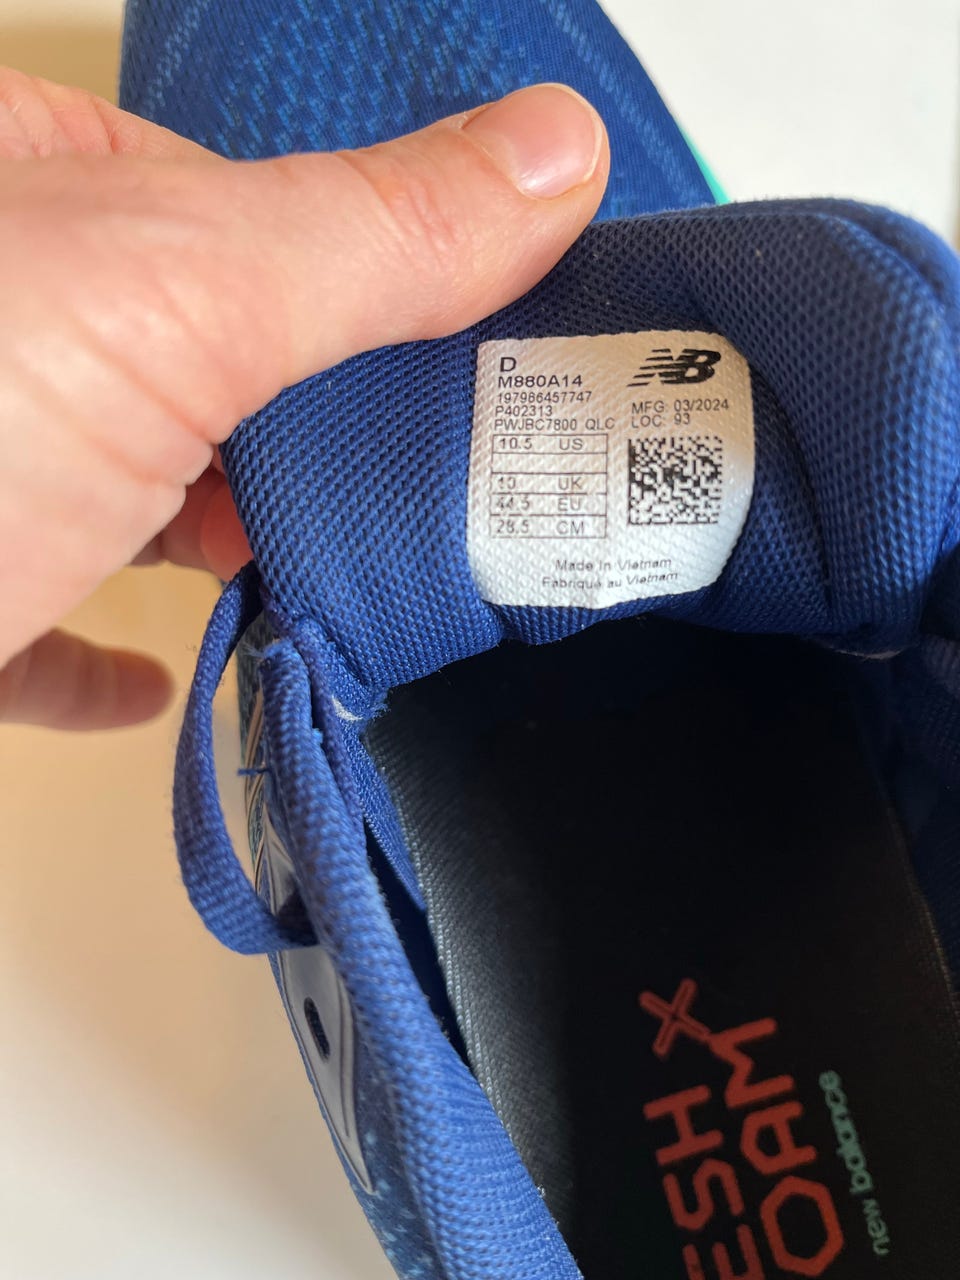 D
M880A14
197986457747
P402313
PWJBC7800 QLC
NB
MFG: 03/2024
LOC: 93
10.5 US
10 UK
44.5 EU
28.5 CM
Made in Vietnam
Fabriqué au Vietnam
ESH X
OAM
new balance